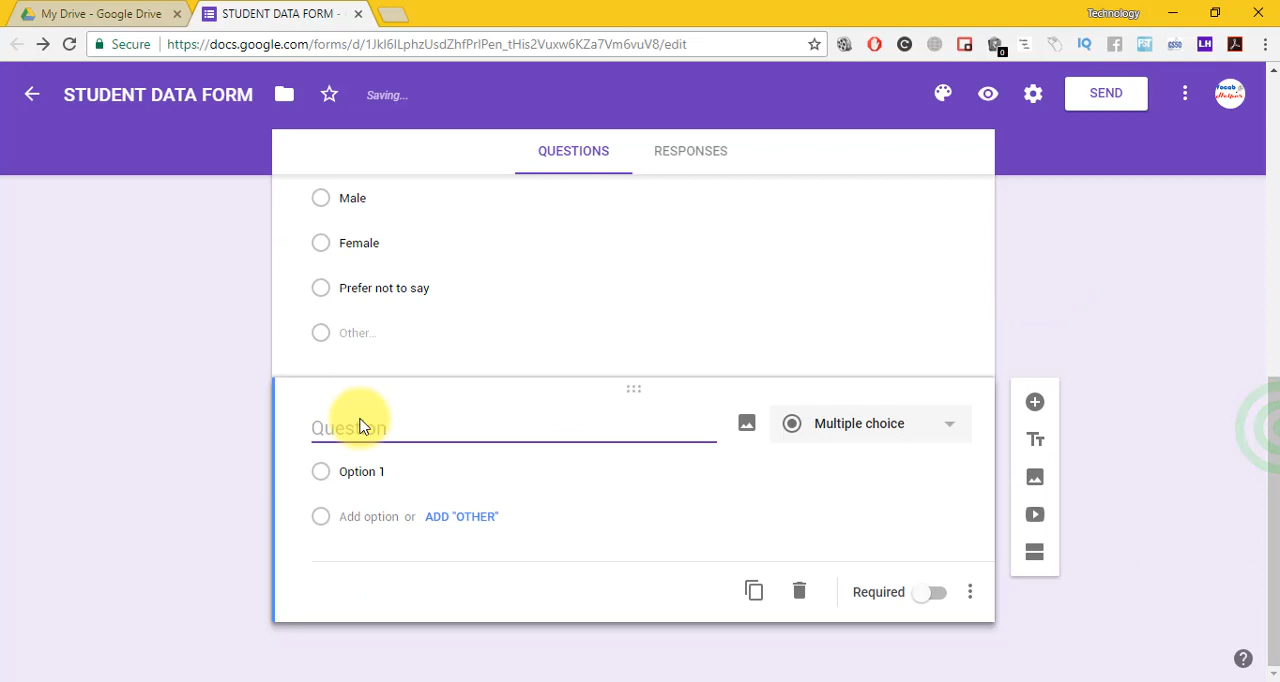 My Drive - Google Drive
STUDENT DATA FORM -
Technology
Secure
https://docs.google.com/forms/d/1JId6ILphzUsdZhfPrIPen_tHis2Vuxw6KZa7Vm6vuV8/edit
STUDENT DATA FORM
Saving...
SEND
QUESTIONS
RESPONSES
Male
Female
Prefer not to say
Other...
Question
Multiple choice
Option 1
Add option or ADD "OTHER"
Required